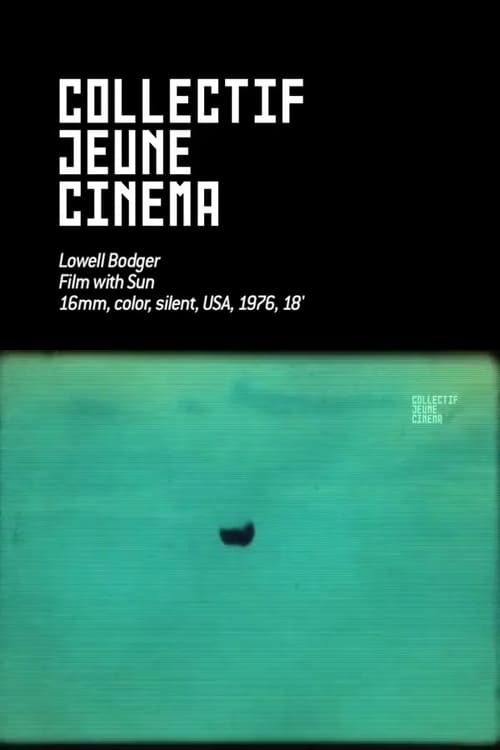 COLLECTIF
JEUNE
CINEMA
Lowell Bodger
Film with Sun
16mm, color, silent, USA, 1976, 18'
COLLECTIF
JEUNE
CINEMA